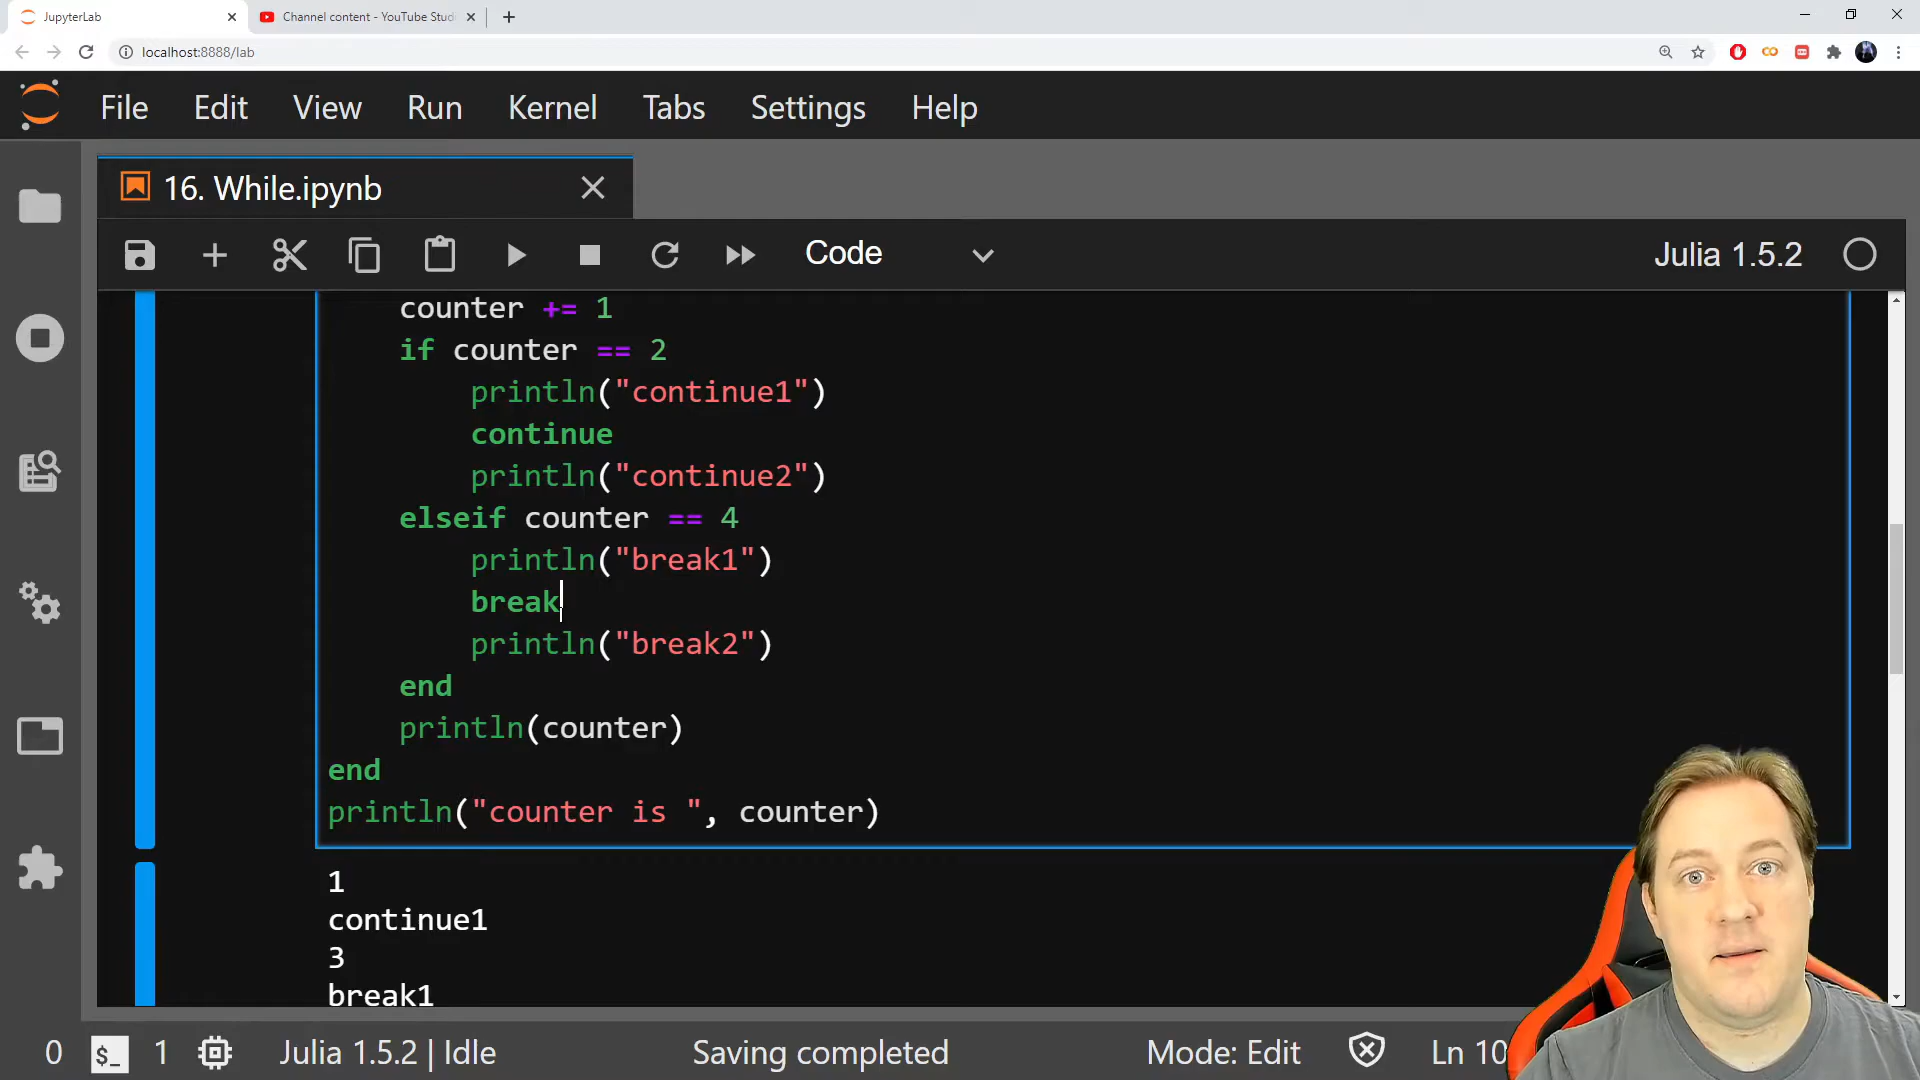 JupyterLab
Channel content - YouTube Studi
localhost:8888/lab
File Edit View Run Kernel Tabs Settings Help
16. While.ipynb
Code
Julia 1.5.2
counter += 1
if counter == 2
println("continue1")
continue
println("continue2")
elseif counter == 4
println("break1")
break
println("break2")
end
println(counter)
end
println("counter is ", counter)
1
continue1
3
break1
0 $_ 1 Julia 1.5.2 | Idle Saving completed Mode: Edit Ln 10